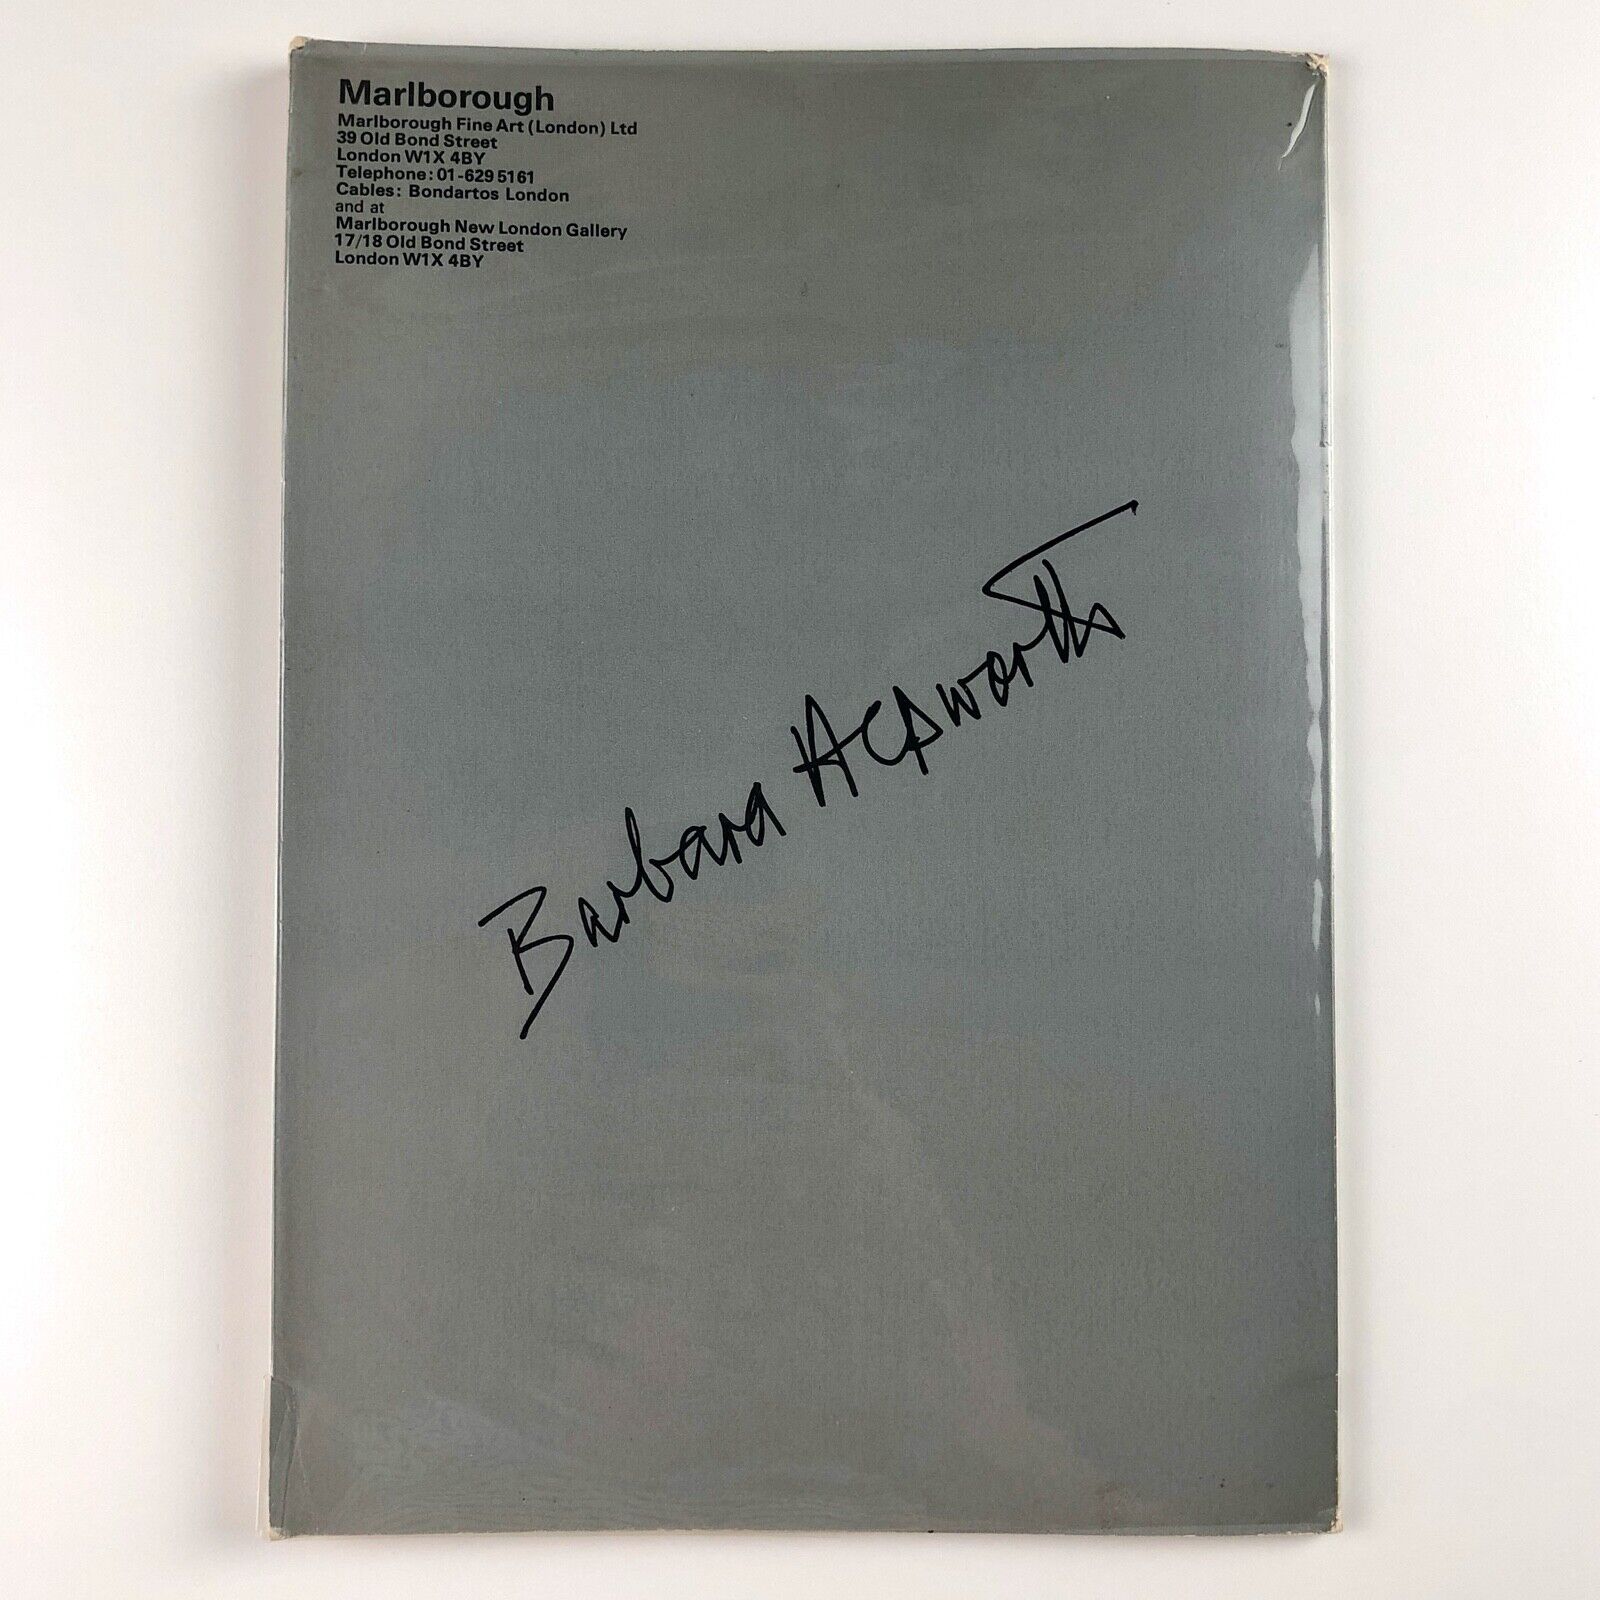 Marlborough
Marlborough Fine Art (London) Ltd
39 Old Bond Street
London W1X 4BY
Telephone: 01-629 5161
Cables: Bondartos London
and at
Marlborough New London Gallery
17/18 Old Bond Street
London W1X 4BY
Barbara Hepworth